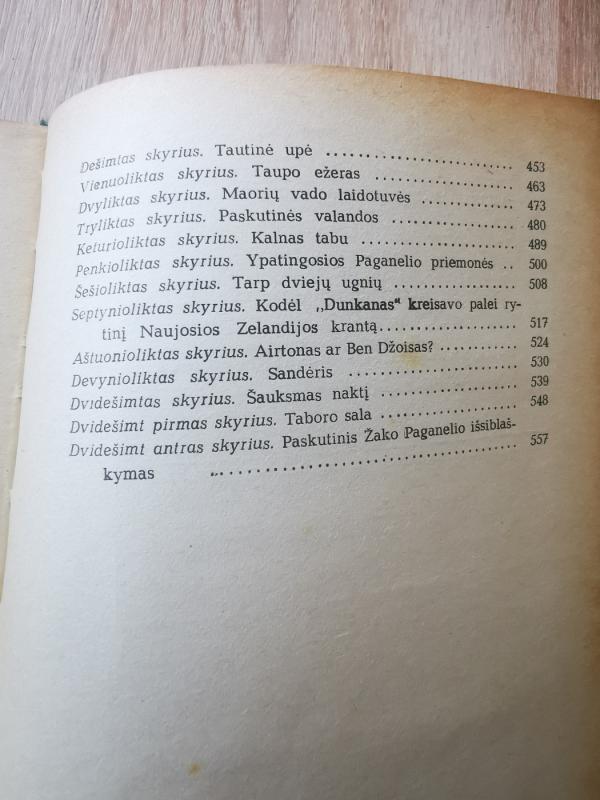 Dešimtas skyrius. Tautinė upė .......................... 453
Vienuoliktas skyrius. Taupo ežeras .................... 463
Dvyliktas skyrius. Maorių vado laidotuvės ............. 473
Tryliktas skyrius. Paskutinės valandos ................ 480
Keturioliktas skyrius. Kalnas tabu .................... 489
Penkioliktas skyrius. Ypatingosios Paganelio priemonės .. 500
Šešioliktas skyrius. Tarp dviejų ugnių ................ 508
Septynioliktas skyrius. Kodėl „Dunkanas" kreisavo palei ry-
tinį Naujosios Zelandijos krantą.................. 517
Aštuonioliktas skyrius. Airtonas ar Ben Džoisas? ........... 524
Devynioliktas skyrius. Sandėris ....................... 530
Dvidešimtas skyrius. Šauksmas naktį ................... 539
Dvidešimt pirmas skyrius. Taboro sala ................. 548
Dvidešimt antras skyrius. Paskutinis Žako Paganelio išsiblaš-
kymas ........................................ 557